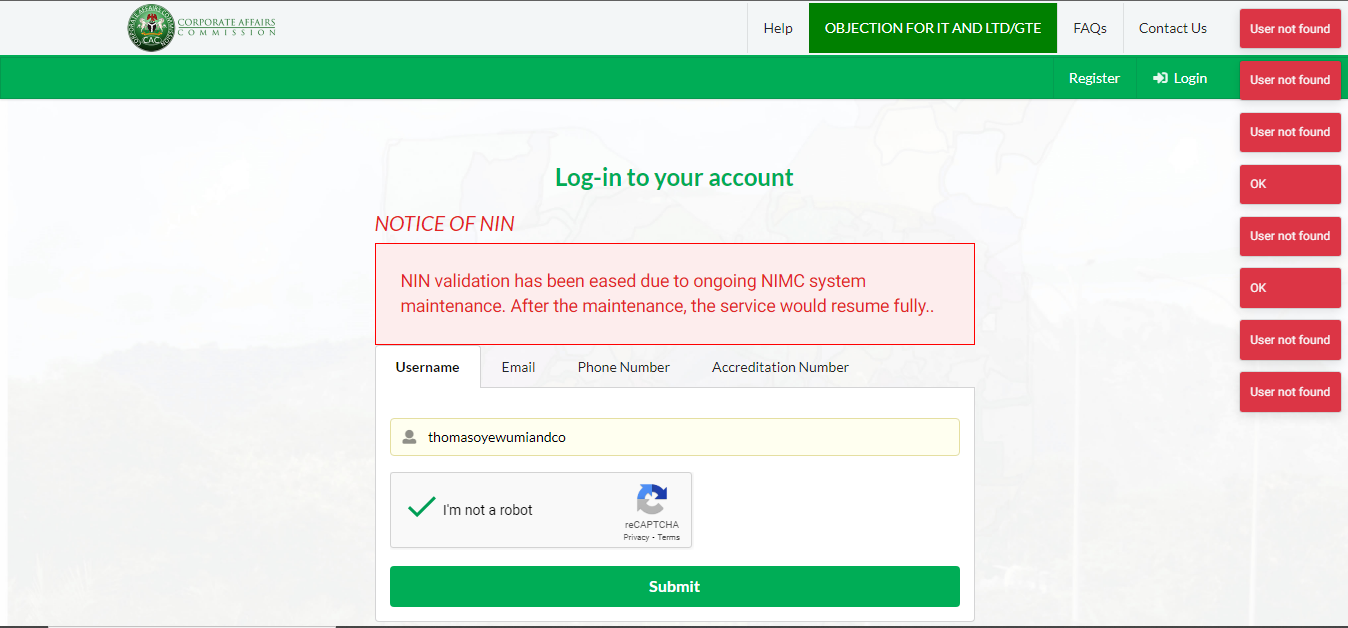 CORPORATE AFFAIRS
COMMISSION
CAC
Help
OBJECTION FOR IT AND LTD/GTE
FAQs
Contact Us
Register
Login
Log-in to your account
NOTICE OF NIN
NIN validation has been eased due to ongoing NIMC system
maintenance. After the maintenance, the service would resume fully..
Username
Email
Phone Number
Accreditation Number
thomasoyewumiandco
I'm not a robot
reCAPTCHA
Privacy - Terms
Submit
User not found
User not found
User not found
OK
User not found
OK
User not found
User not found